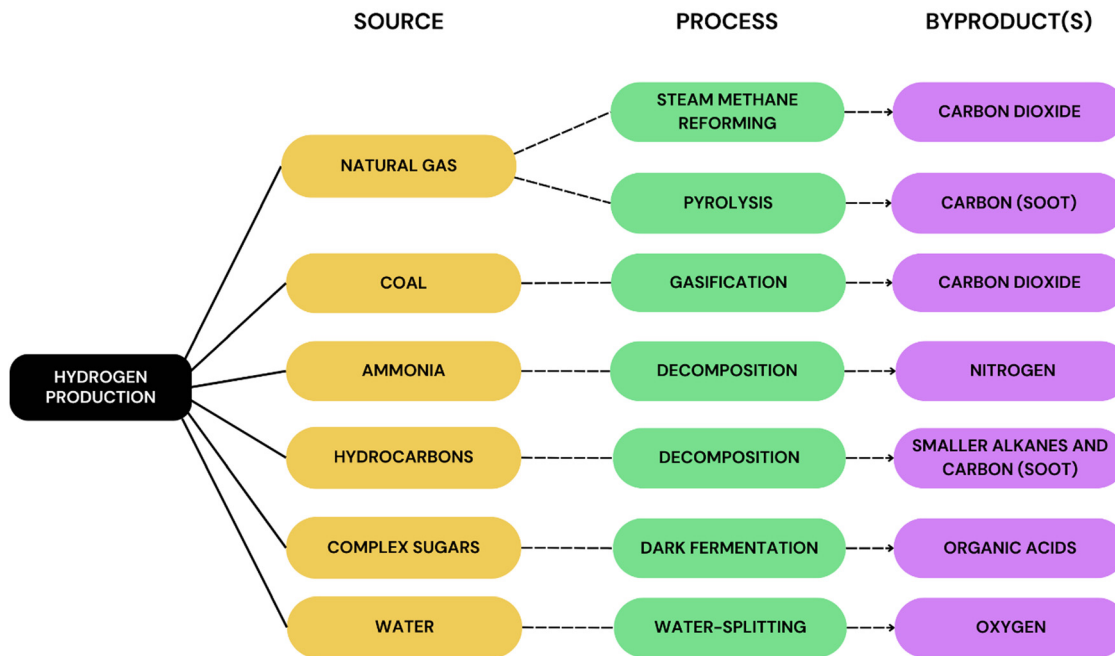 SOURCE
PROCESS
BYPRODUCT(S)
HYDROGEN
PRODUCTION
NATURAL GAS
STEAM METHANE
REFORMING
CARBON DIOXIDE
PYROLYSIS
CARBON (SOOT)
COAL
GASIFICATION
CARBON DIOXIDE
AMMONIA
DECOMPOSITION
NITROGEN
HYDROCARBONS
DECOMPOSITION
SMALLER ALKANES AND
CARBON (SOOT)
COMPLEX SUGARS
DARK FERMENTATION
ORGANIC ACIDS
WATER
WATER-SPLITTING
OXYGEN